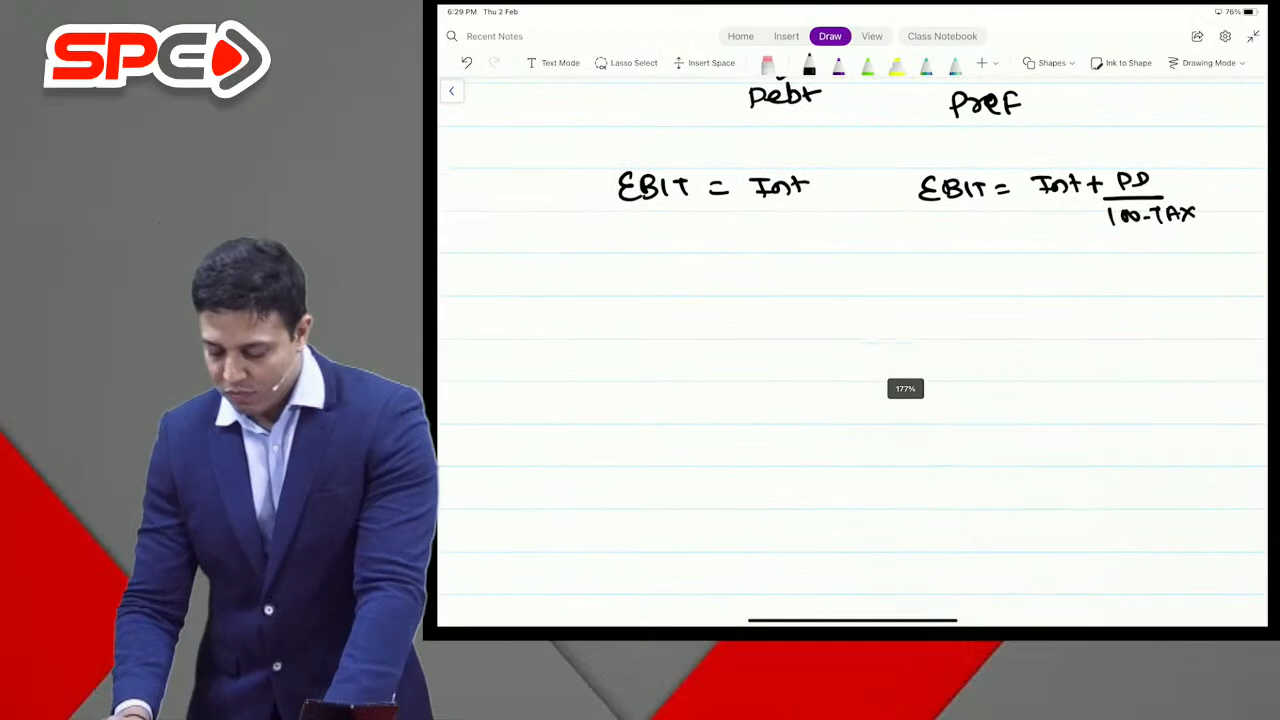 SPED
6:29 PM Thu 2 Feb
76%
Recent Notes
Home Insert Draw View Class Notebook
Text Mode Lasso Select Insert Space Shapes Ink to Shape Drawing Mode
Debt Pref
EBIT = Int EBIT = Int + PD
100-TAX
177%